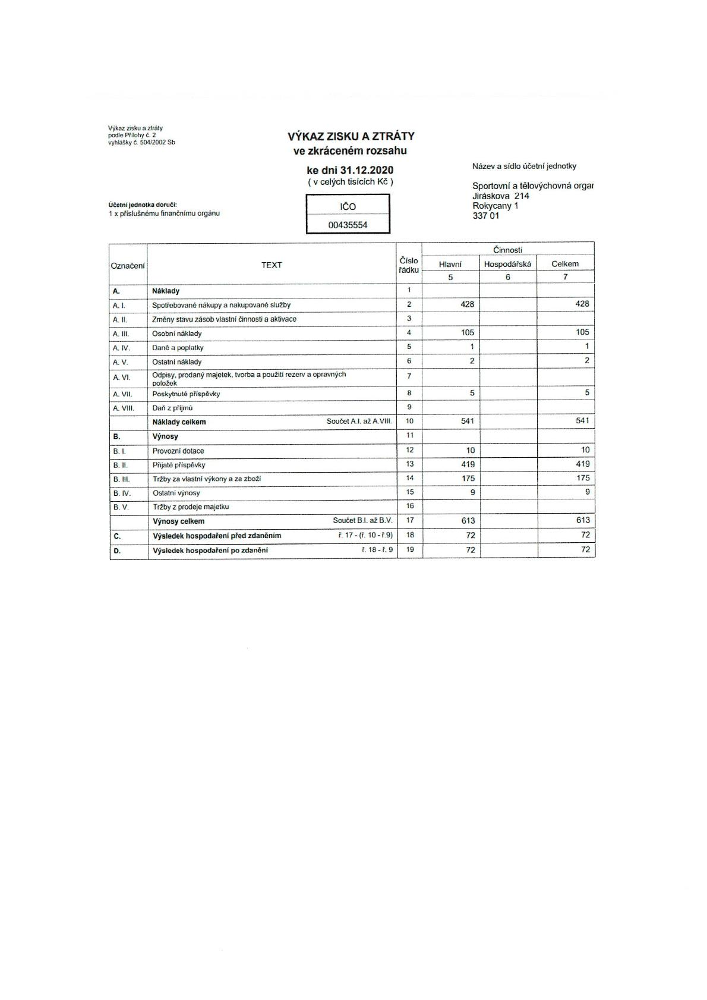 Výkaz zisku a ztráty
podle Přílohy č. 2
vyhlášky č. 504/2002 Sb
VÝKAZ ZISKU A ZTRÁTY
ve zkráceném rozsahu
ke dni 31.12.2020
( v celých tisících Kč )
Název a sídlo účetní jednotky
Sportovní a tělovýchovná organ
Jiráskova 214
Rokycany 1
337 01
Účetní jednotka doručí:
1 x příslušnému finančnímu orgánu
IČO
00435554
Označení TEXT Číslo řádku Činnosti
Hlavní Hospodářská Celkem
5 6 7
A. Náklady 1
A. I. Spotřebované nákupy a nakupované služby 2 428 428
A. II. Změny stavu zásob vlastní činnosti a aktivace 3
A. III. Osobní náklady 4 105 105
A. IV. Daně a poplatky 5 1 1
A. V. Ostatní náklady 6 2 2
A. VI. Odpisy, prodaný majetek, tvorba a použití rezerv a opravných 7
položek
A. VII. Poskytnuté příspěvky 8 5 5
A. VIII. Daň z příjmů 9
Náklady celkem Součet A.I. až A.VIII. 10 541 541
B. Výnosy 11
B. I. Provozní dotace 12 10 10
B. II. Přijaté příspěvky 13 419 419
B. III. Tržby za vlastní výkony a za zboží 14 175 175
B. IV. Ostatní výnosy 15 9 9
B. V. Tržby z prodeje majetku 16
Výnosy celkem Součet B.I. až B.V. 17 613 613
C. Výsledek hospodaření před zdaněním ř. 17 - (ř. 10 - ř.9) 18 72 72
D. Výsledek hospodaření po zdanění ř. 18 - ř. 9 19 72 72